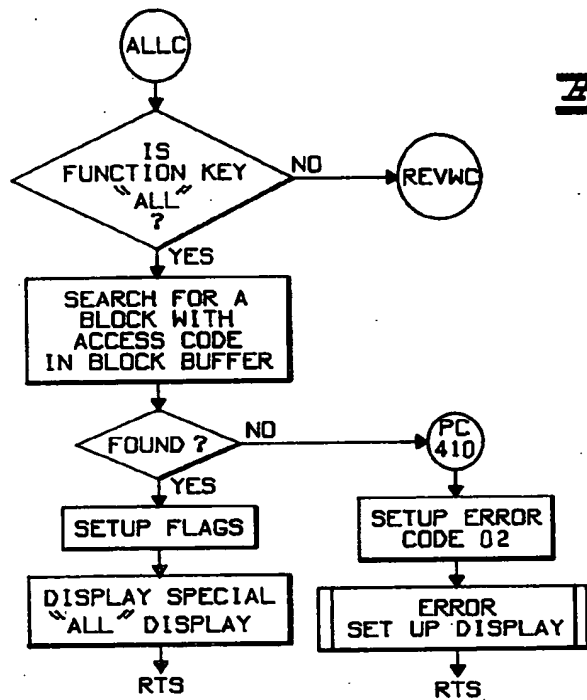 ALLC
IS
FUNCTION KEY
"ALL"
?
NO
REVWC
YES
SEARCH FOR A
BLOCK WITH
ACCESS CODE
IN BLOCK BUFFER
FOUND ?
NO
PC
410
YES
SETUP FLAGS
SETUP ERROR
CODE 02
DISPLAY SPECIAL
"ALL" DISPLAY
ERROR
SET UP DISPLAY
RTS
RTS